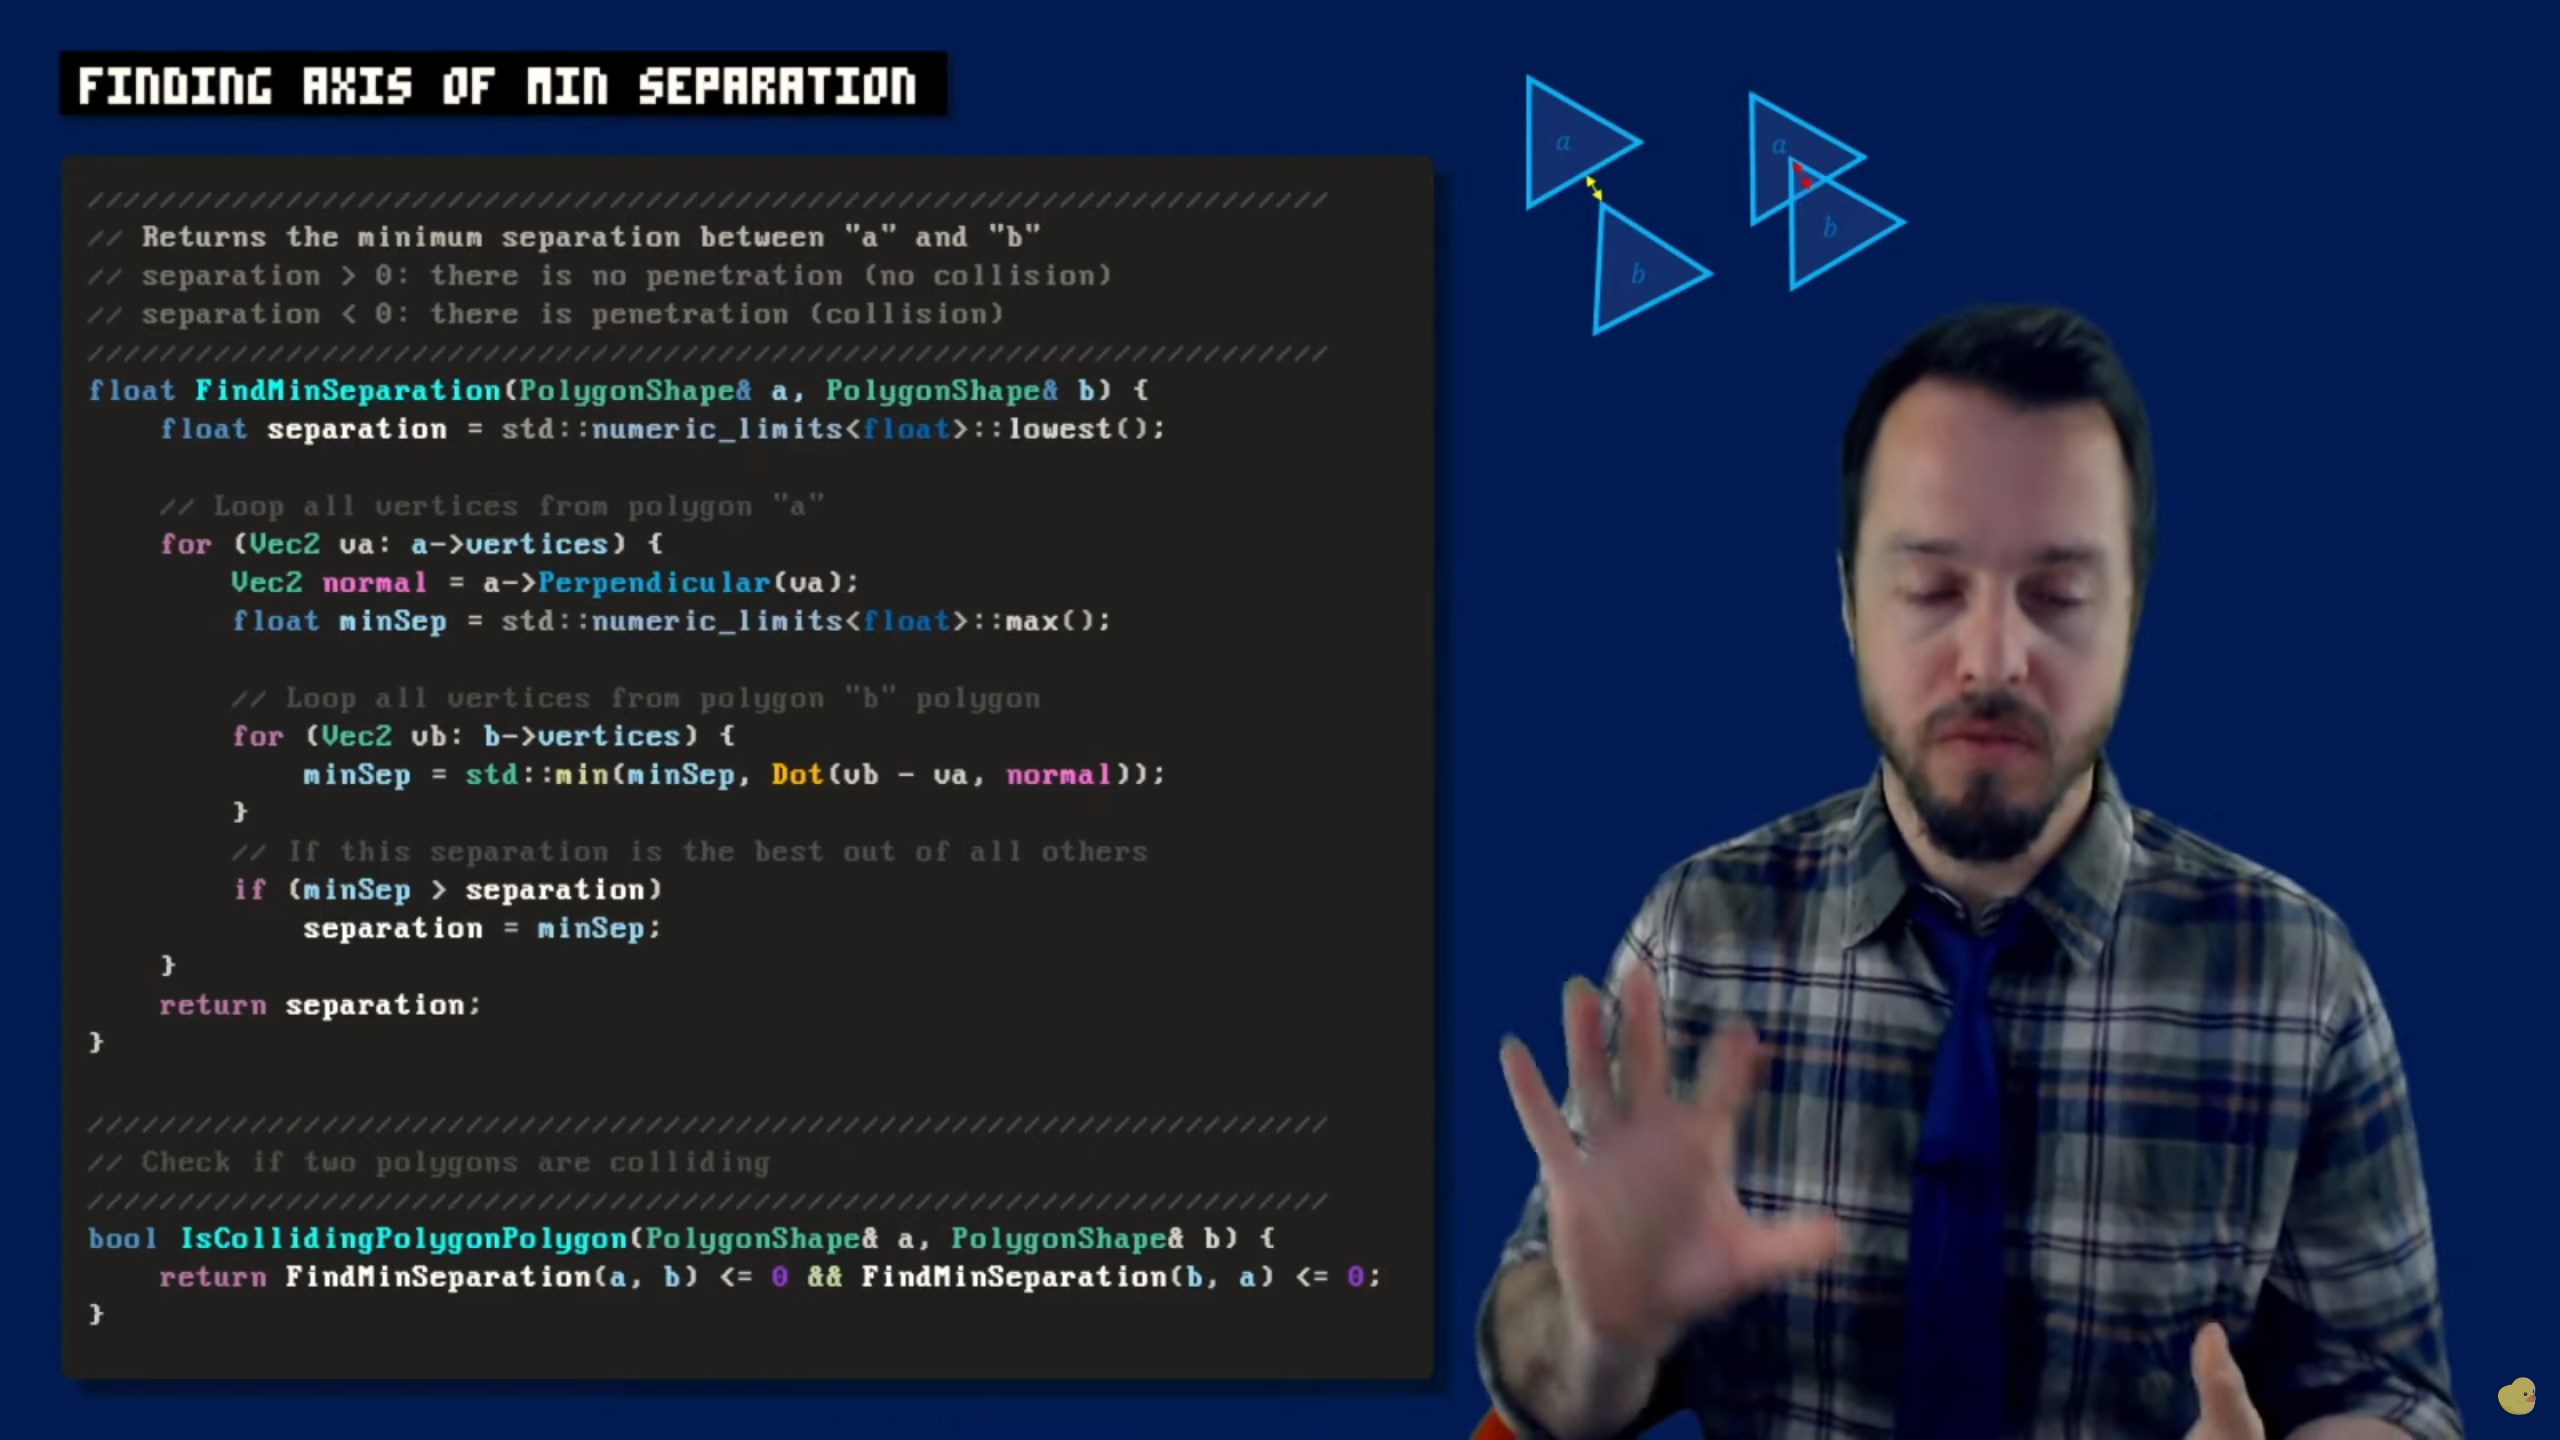 FINDING AXIS OF MIN SEPARATION
//////////////////////////////////////////////////////////////////////
// Returns the minimum separation between "a" and "b"
// separation > 0: there is no penetration (no collision)
// separation < 0: there is penetration (collision)
//////////////////////////////////////////////////////////////////////
float FindMinSeparation(PolygonShape& a, PolygonShape& b) {
float separation = std::numeric_limits<float>::lowest();
// Loop all vertices from polygon "a"
for (Vec2 va: a->vertices) {
Vec2 normal = a->Perpendicular(va);
float minSep = std::numeric_limits<float>::max();
// Loop all vertices from polygon "b" polygon
for (Vec2 vb: b->vertices) {
minSep = std::min(minSep, Dot(vb - va, normal));
}
// If this separation is the best out of all others
if (minSep > separation)
separation = minSep;
}
return separation;
}
//////////////////////////////////////////////////////////////////////
// Check if two polygons are colliding
//////////////////////////////////////////////////////////////////////
bool IsCollidingPolygonPolygon(PolygonShape& a, PolygonShape& b) {
return FindMinSeparation(a, b) <= 0 && FindMinSeparation(b, a) <= 0;
}
a
b
a
b